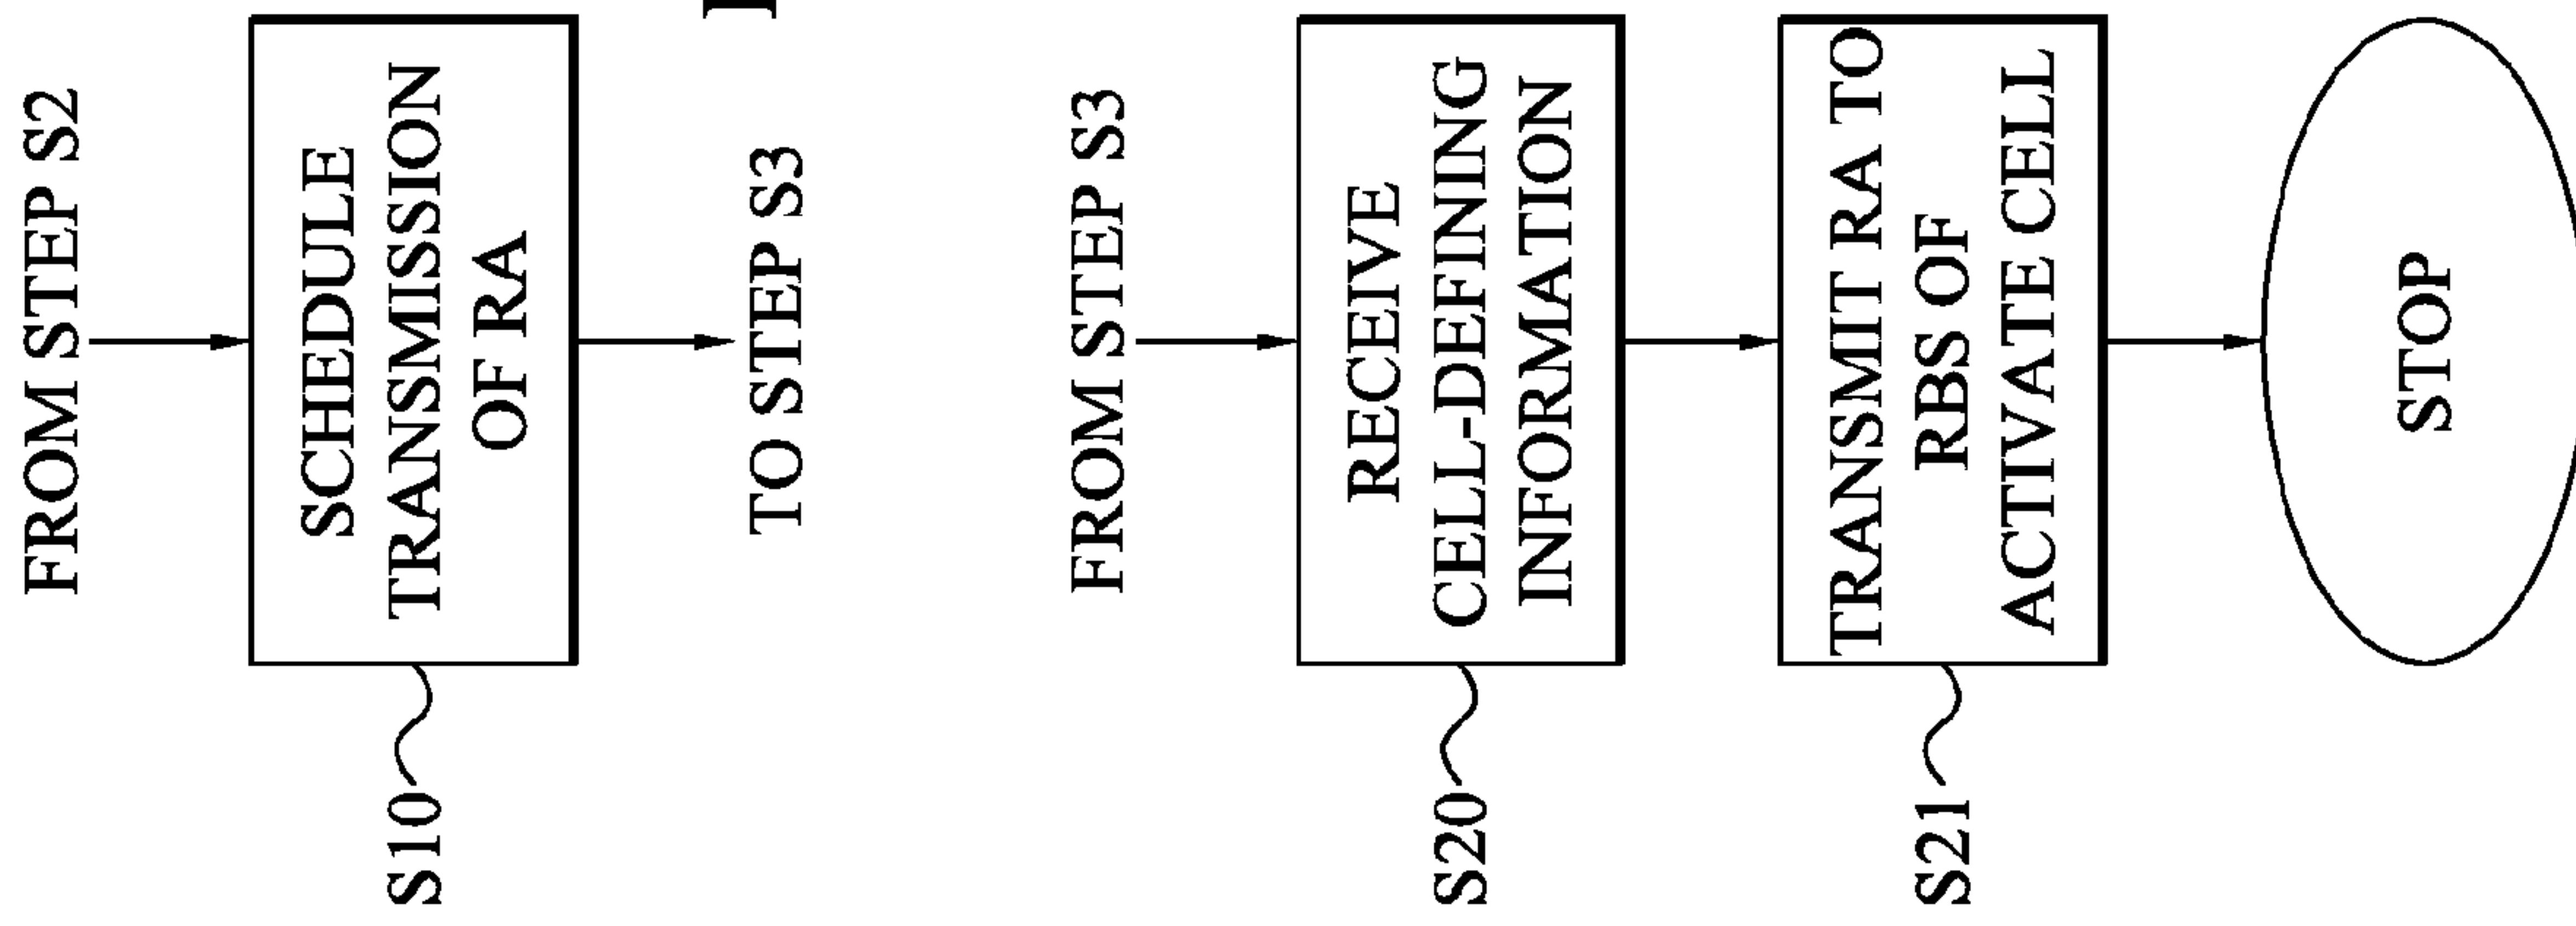 FROM STEP S2
SCHEDULE
TRANSMISSION
OF RA
S10
TO STEP S3
FROM STEP S3
RECEIVE
CELL-DEFINING
INFORMATION
S20
TRANSMIT RA TO
RBS OF
ACTIVATE CELL
S21
STOP